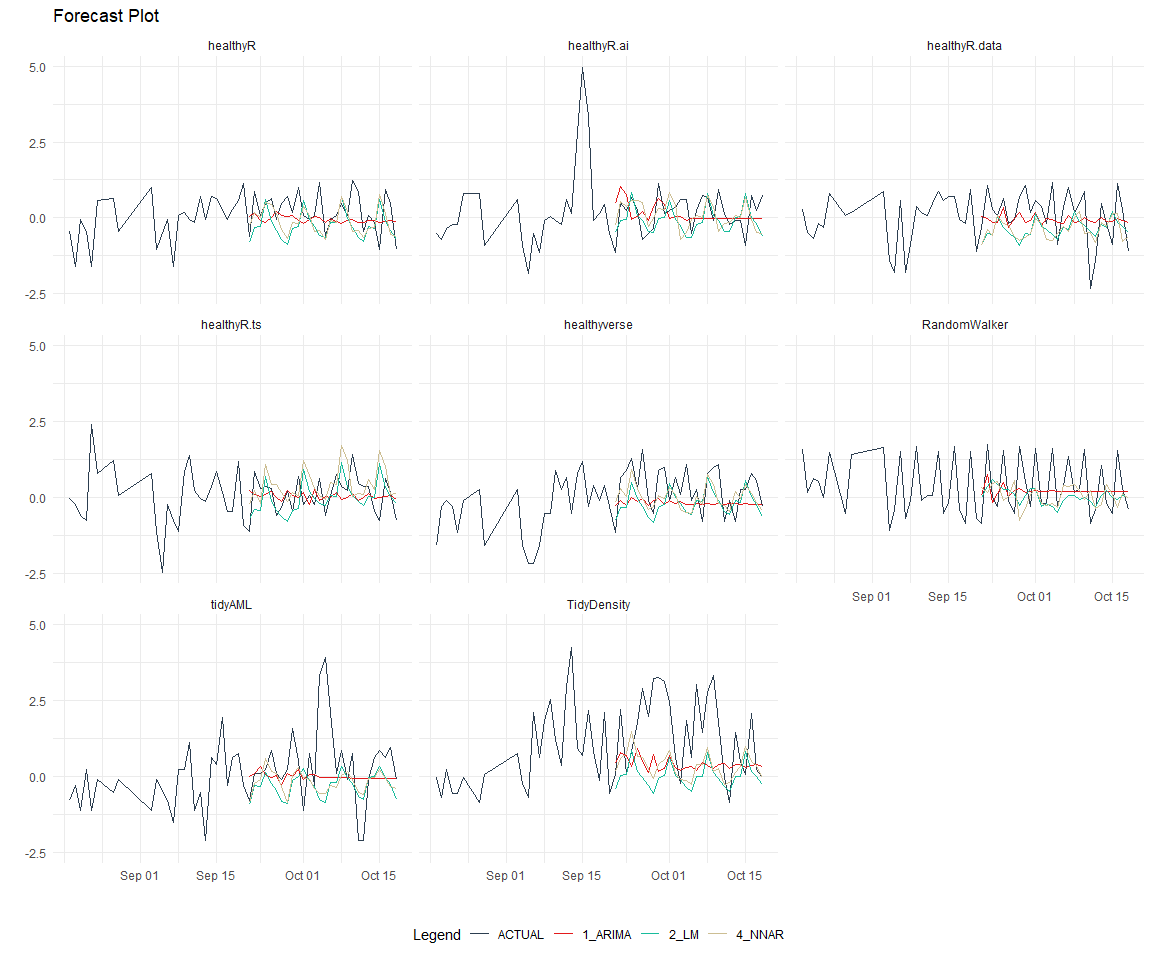 Forecast Plot
healthyR healthyR.ai healthyR.data
5.0
2.5
0.0
-2.5
healthyR.ts healthyverse RandomWalker
5.0
2.5
0.0
-2.5
Sep 01 Sep 15 Oct 01 Oct 15
tidyAML TidyDensity
5.0
2.5
0.0
-2.5
Sep 01 Sep 15 Oct 01 Oct 15 Sep 01 Sep 15 Oct 01 Oct 15
Legend ACTUAL 1_ARIMA 2_LM 4_NNAR